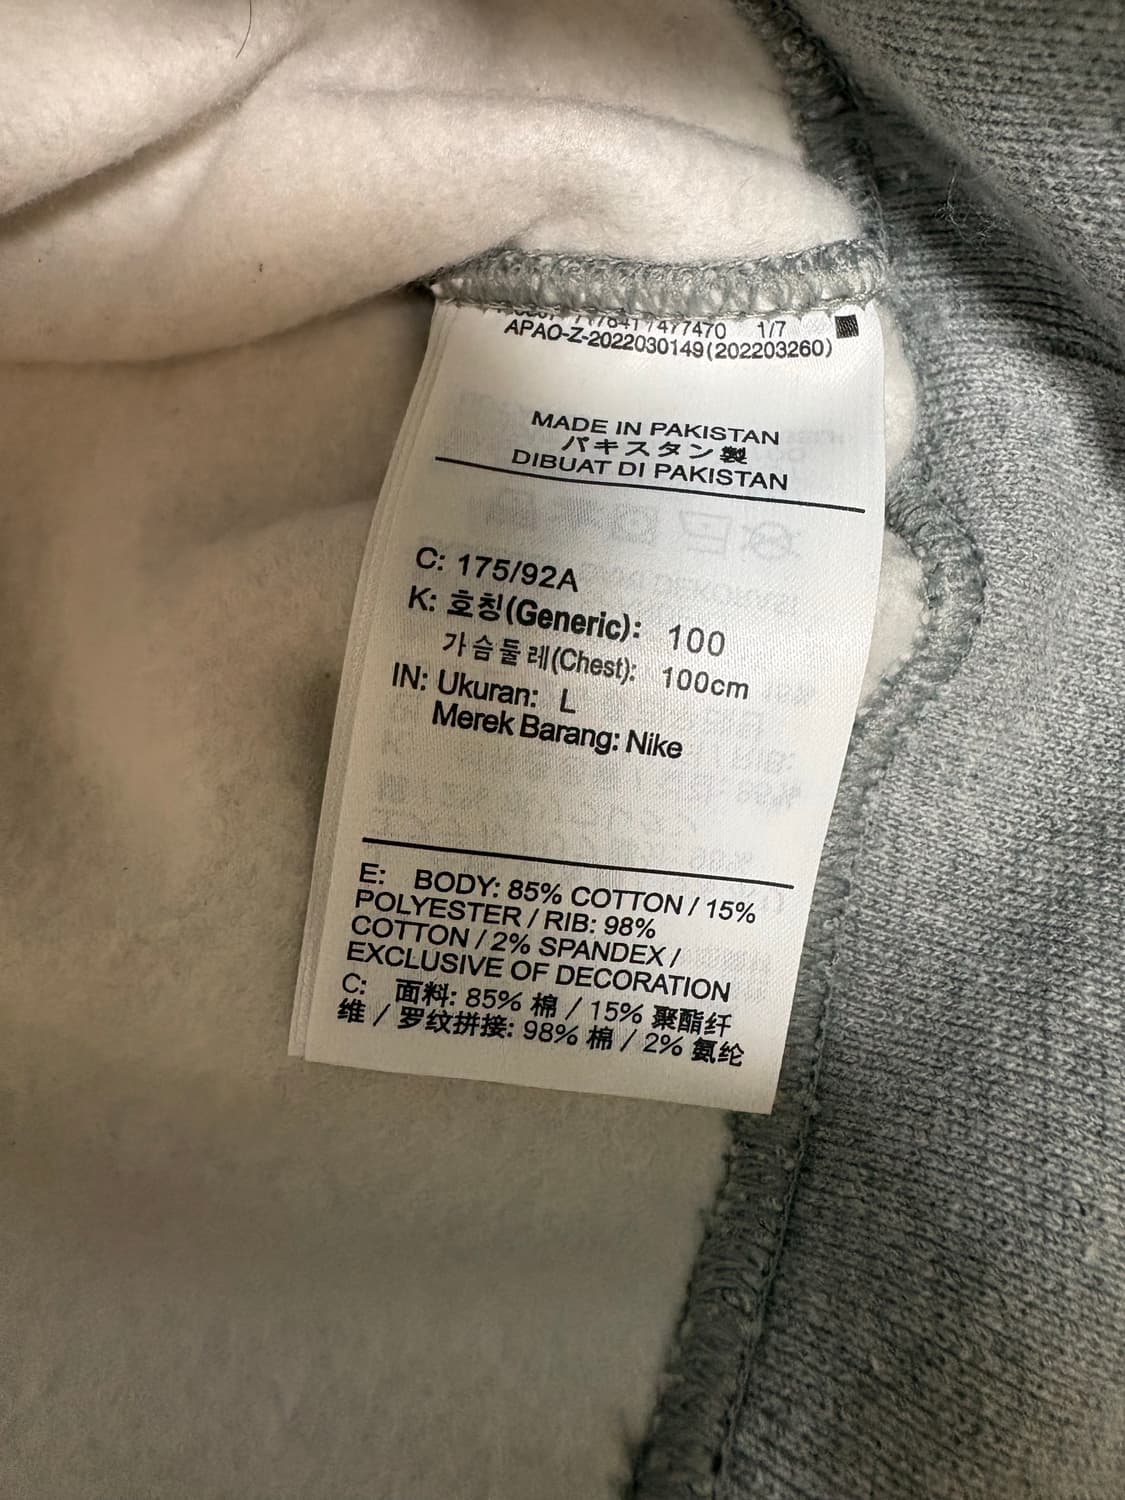 477470 1/7
APAO-Z-2022030149(202203260)
MADE IN PAKISTAN
パキスタン製
DIBUAT DI PAKISTAN
C: 175/92A
K: 호칭(Generic): 100
가슴둘레(Chest): 100cm
IN: Ukuran: L
Merek Barang: Nike
E: BODY: 85% COTTON / 15%
POLYESTER / RIB: 98%
COTTON / 2% SPANDEX /
EXCLUSIVE OF DECORATION
C: 面料: 85% 棉 / 15% 聚酯纤
维 / 罗纹拼接: 98% 棉 / 2% 氨纶